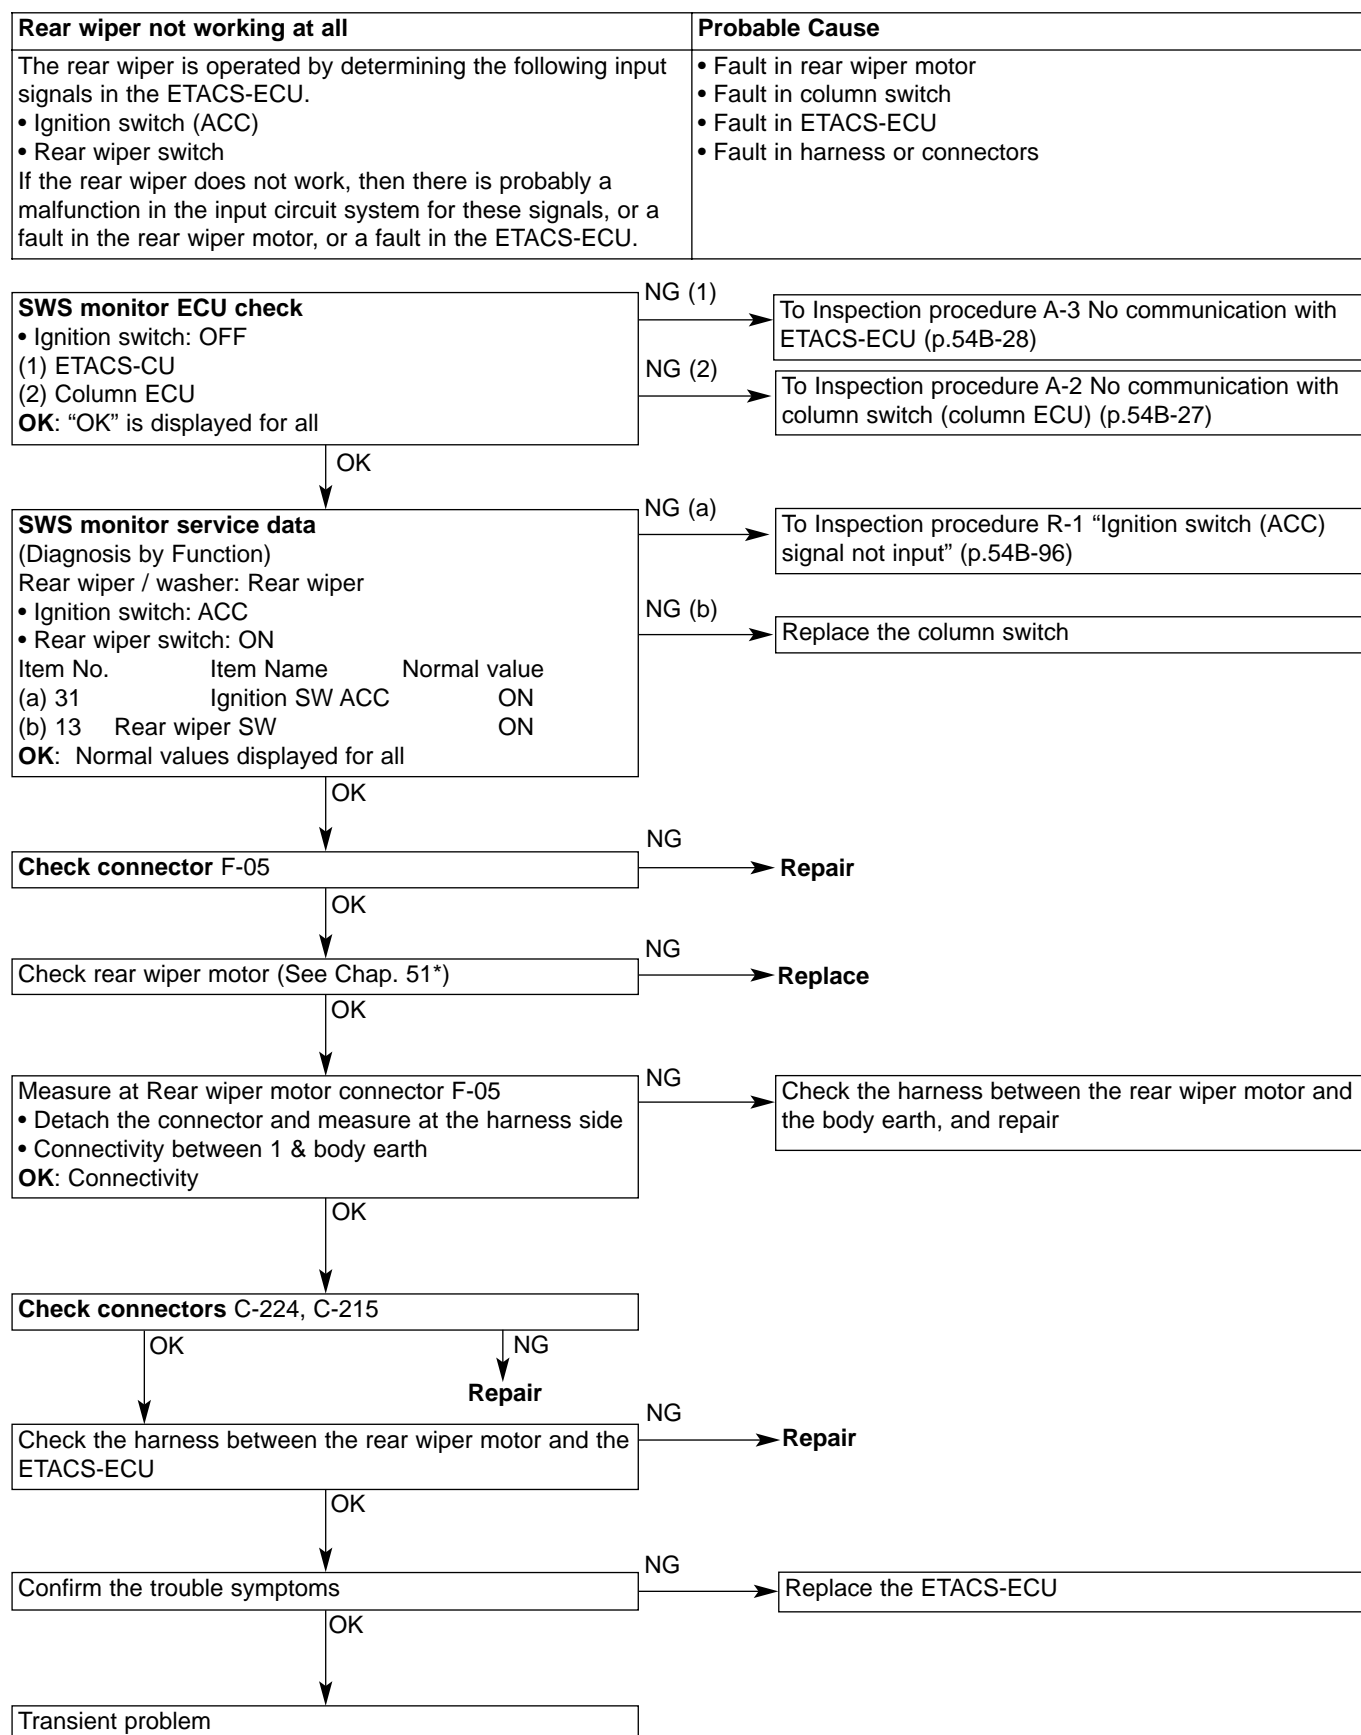 Rear wiper not working at all
Probable Cause
The rear wiper is operated by determining the following input
signals in the ETACS-ECU.
• Ignition switch (ACC)
• Rear wiper switch
If the rear wiper does not work, then there is probably a
malfunction in the input circuit system for these signals, or a
fault in the rear wiper motor, or a fault in the ETACS-ECU.
• Fault in rear wiper motor
• Fault in column switch
• Fault in ETACS-ECU
• Fault in harness or connectors
SWS monitor ECU check
• Ignition switch: OFF
(1) ETACS-CU
(2) Column ECU
OK: “OK” is displayed for all
NG (1)
To Inspection procedure A-3 No communication with
ETACS-ECU (p.54B-28)
NG (2)
To Inspection procedure A-2 No communication with
column switch (column ECU) (p.54B-27)
OK
SWS monitor service data
(Diagnosis by Function)
Rear wiper / washer: Rear wiper
• Ignition switch: ACC
• Rear wiper switch: ON
Item No. Item Name Normal value
(a) 31 Ignition SW ACC ON
(b) 13 Rear wiper SW ON
OK: Normal values displayed for all
NG (a)
To Inspection procedure R-1 “Ignition switch (ACC)
signal not input” (p.54B-96)
NG (b)
Replace the column switch
OK
Check connector F-05
NG
Repair
OK
Check rear wiper motor (See Chap. 51*)
NG
Replace
OK
Measure at Rear wiper motor connector F-05
• Detach the connector and measure at the harness side
• Connectivity between 1 & body earth
OK: Connectivity
NG
Check the harness between the rear wiper motor and
the body earth, and repair
OK
Check connectors C-224, C-215
OK
NG
Repair
Check the harness between the rear wiper motor and the
ETACS-ECU
NG
Repair
OK
Confirm the trouble symptoms
NG
Replace the ETACS-ECU
OK
Transient problem